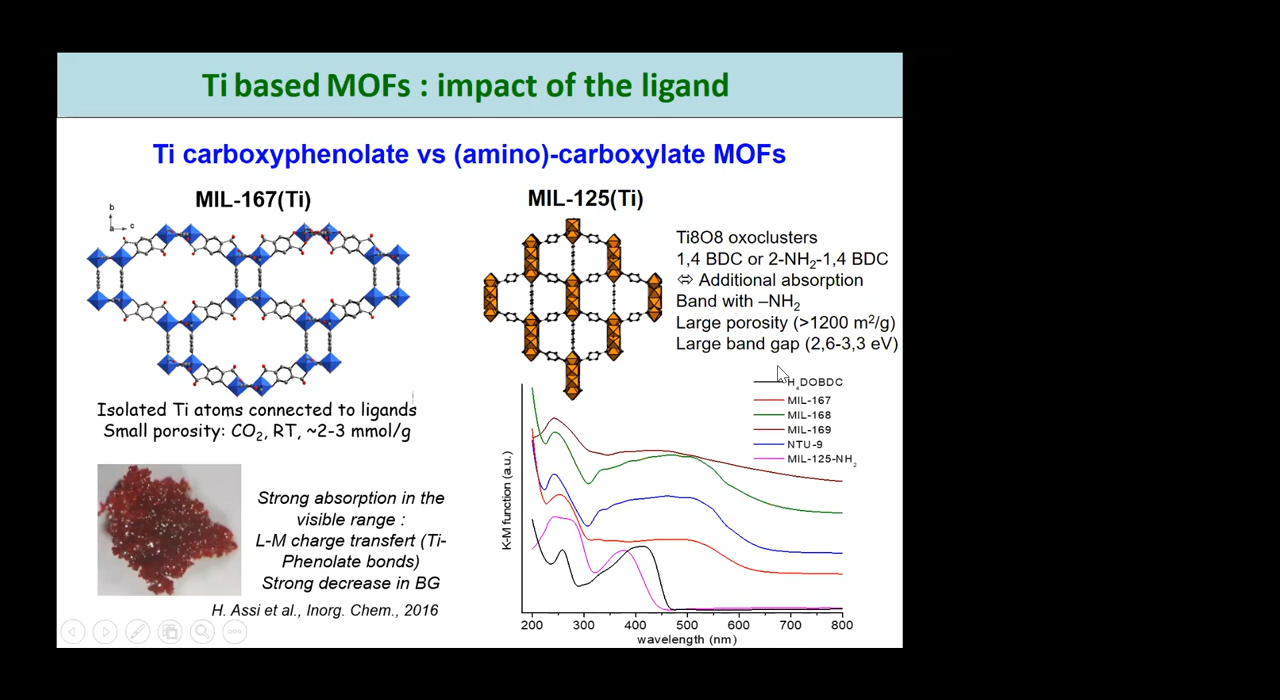 Ti based MOFs : impact of the ligand
Ti carboxyphenolate vs (amino)-carboxylate MOFs
MIL-167(Ti)
b
c
Isolated Ti atoms connected to ligands
Small porosity: CO₂, RT, ~2-3 mmol/g
Strong absorption in the
visible range :
L-M charge transfert (Ti-
Phenolate bonds)
Strong decrease in BG
H. Assi et al., Inorg. Chem., 2016
MIL-125(Ti)
Ti8O8 oxoclusters
1,4 BDC or 2-NH₂-1,4 BDC
⇔ Additional absorption
Band with –NH₂
Large porosity (>1200 m²/g)
Large band gap (2,6-3,3 eV)
H₄DOBDC
MIL-167
MIL-168
MIL-169
NTU-9
MIL-125-NH₂
K-M function (a.u.)
200 300 400 500 600 700 800
wavelength (nm)